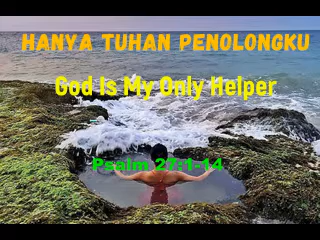 HANYA TUHAN PENOLONGKU
God Is My Only Helper
Psalm 27:1-14